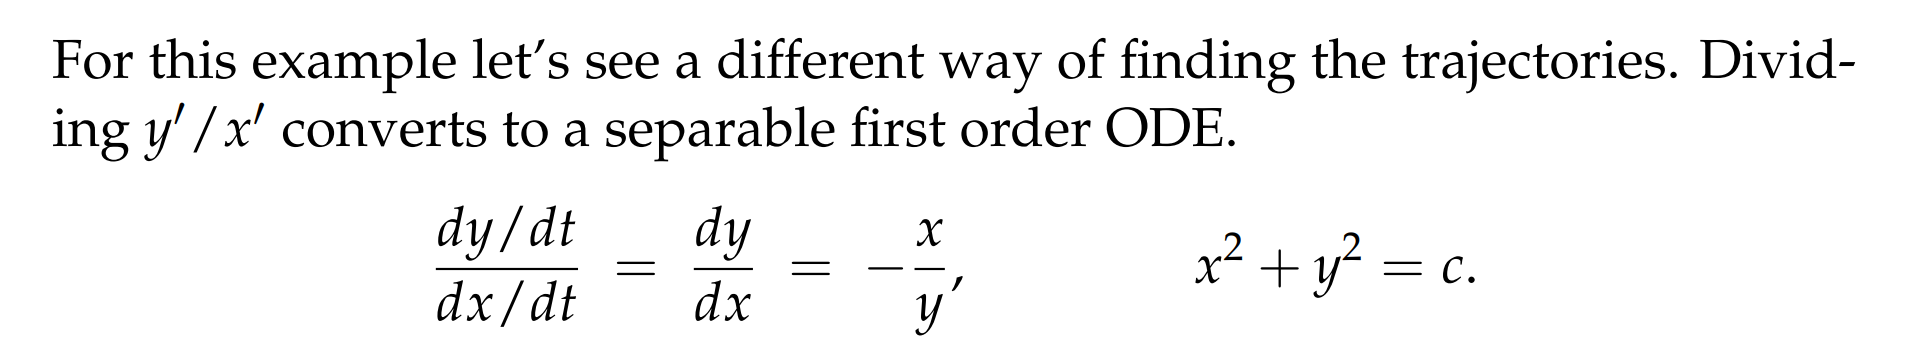 For this example let's see a different way of finding the trajectories. Divid-
ing y′/x′ converts to a separable first order ODE.
(dy/dt)/(dx/dt) = dy/dx = −x/y, x² + y² = c.